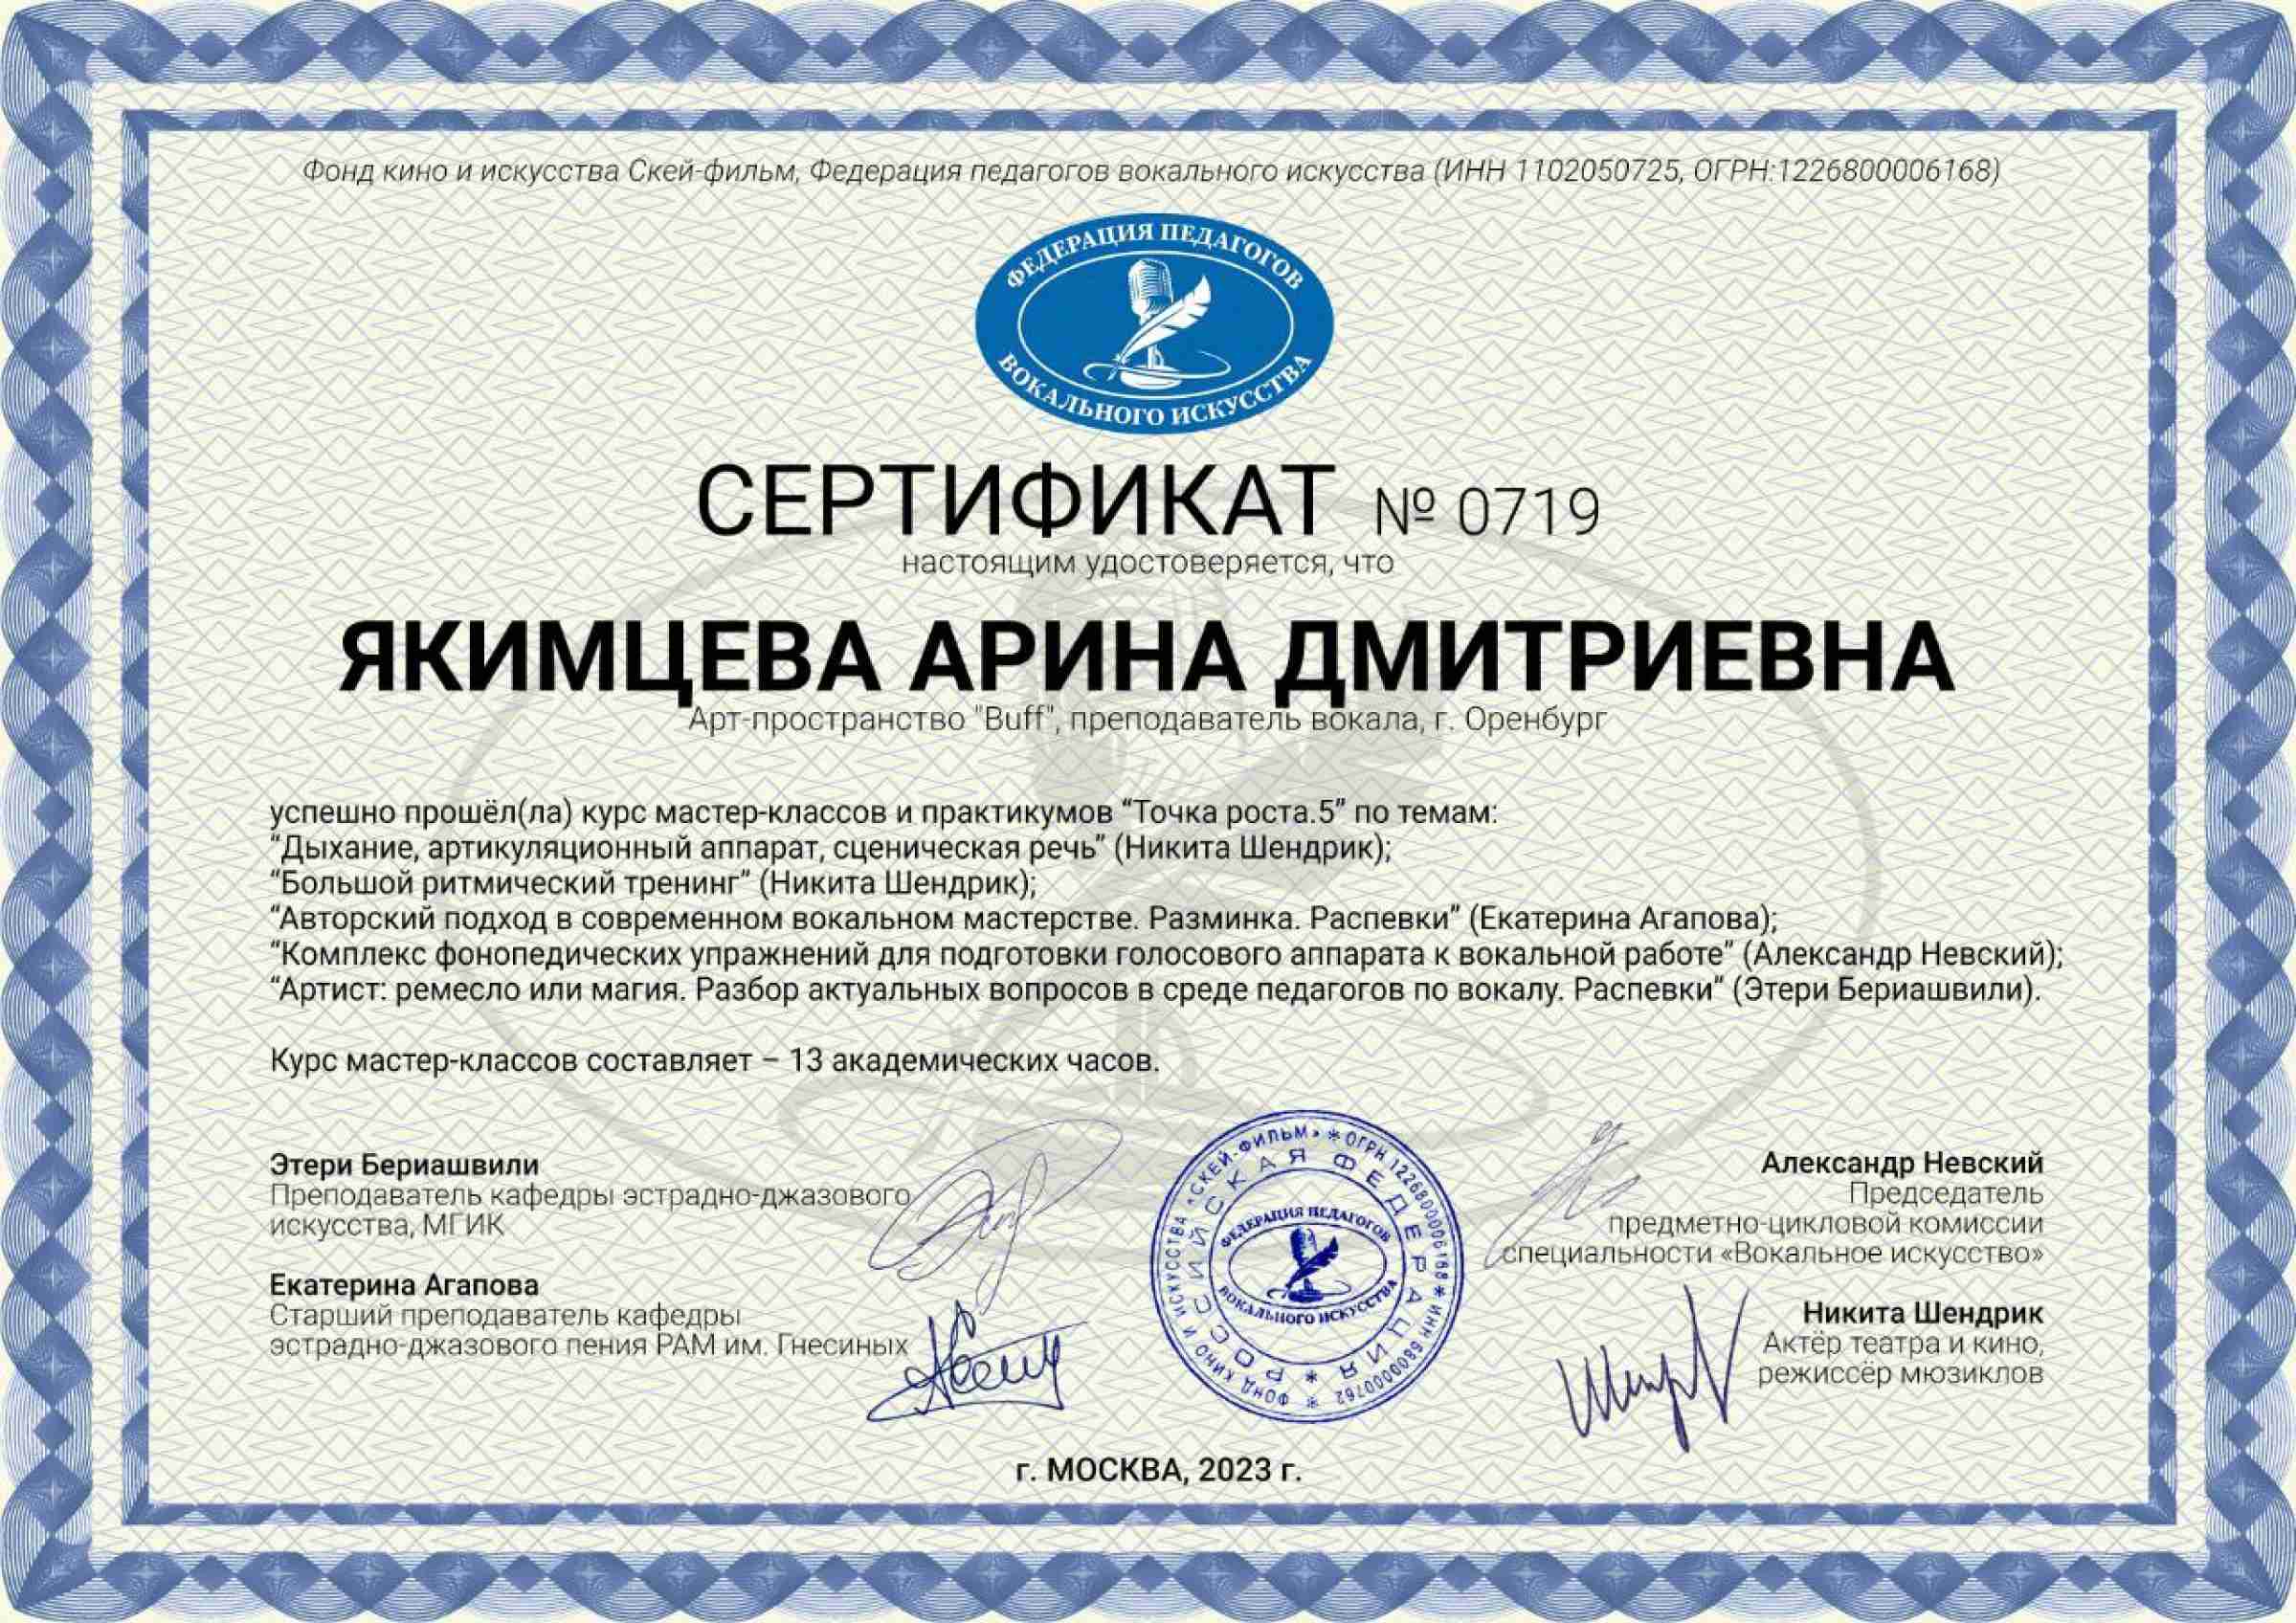 Фонд кино и искусства Скей-фильм, Федерация педагогов вокального искусства (ИНН 1102050725, ОГРН:1226800006168)
ФЕДЕРАЦИЯ ПЕДАГОГОВ
ВОКАЛЬНОГО ИСКУССТВА
СЕРТИФИКАТ № 0719
настоящим удостоверяется, что
ЯКИМЦЕВА АРИНА ДМИТРИЕВНА
Арт-пространство "Buff", преподаватель вокала, г. Оренбург
успешно прошёл(ла) курс мастер-классов и практикумов “Точка роста.5” по темам:
“Дыхание, артикуляционный аппарат, сценическая речь” (Никита Шендрик);
“Большой ритмический тренинг” (Никита Шендрик);
“Авторский подход в современном вокальном мастерстве. Разминка. Распевки” (Екатерина Агапова);
“Комплекс фонопедических упражнений для подготовки голосового аппарата к вокальной работе” (Александр Невский);
“Артист: ремесло или магия. Разбор актуальных вопросов в среде педагогов по вокалу. Распевки“ (Этери Бериашвили).
Курс мастер-классов составляет – 13 академических часов.
Этери Бериашвили
Преподаватель кафедры эстрадно-джазового
искусства, МГИК
Екатерина Агапова
Старший преподаватель кафедры
эстрадно-джазового пения РАМ им. Гнесиных
ФОНД КИНО И ИСКУССТВА «СКЕЙ-ФИЛЬМ» * ОГРН 1226800006168 * ИНН 6800000762 *
РОССИЙСКАЯ ФЕДЕРАЦИЯ *
ФЕДЕРАЦИЯ ПЕДАГОГОВ
ВОКАЛЬНОГО ИСКУССТВА
Александр Невский
Председатель
предметно-цикловой комиссии
специальности «Вокальное искусство»
Никита Шендрик
Актёр театра и кино,
режиссёр мюзиклов
г. МОСКВА, 2023 г.